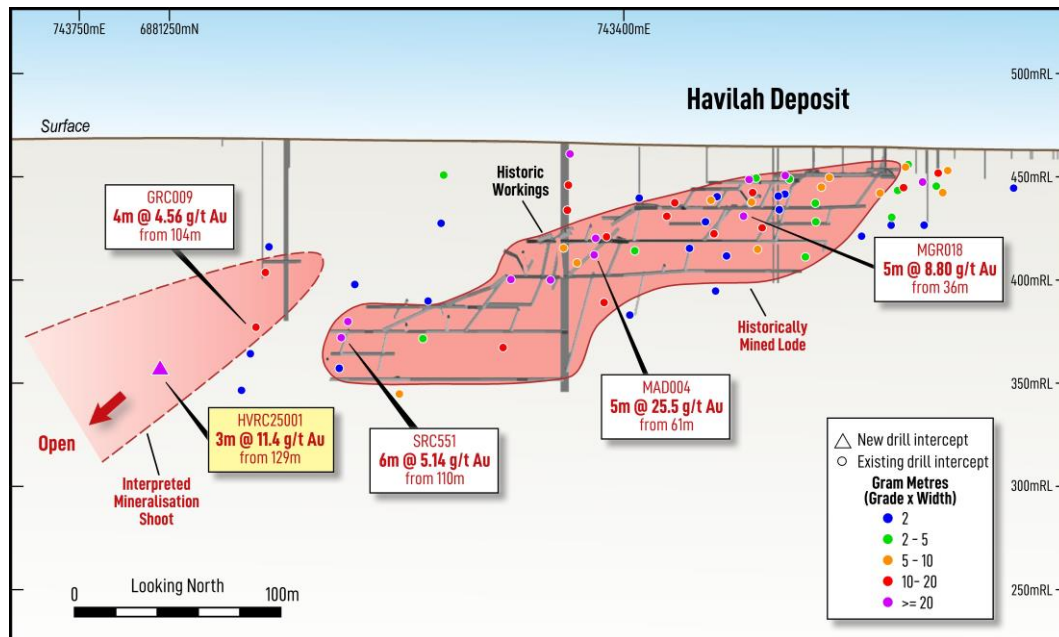 743750mE
6881250mN
743400mE
500mRL
Havilah Deposit
Surface
Historic
Workings
450mRL
GRC009
4m @ 4.56 g/t Au
from 104m
MGR018
5m @ 8.80 g/t Au
from 36m
400mRL
Historically
Mined Lode
350mRL
MAD004
5m @ 25.5 g/t Au
from 61m
HVRC25001
3m @ 11.4 g/t Au
from 129m
SRC551
6m @ 5.14 g/t Au
from 110m
Open
Interpreted
Mineralisation
Shoot
300mRL
250mRL
New drill intercept
Existing drill intercept
Gram Metres
(Grade x Width)
2
2 - 5
5 - 10
10- 20
>= 20
Looking North
0
100m